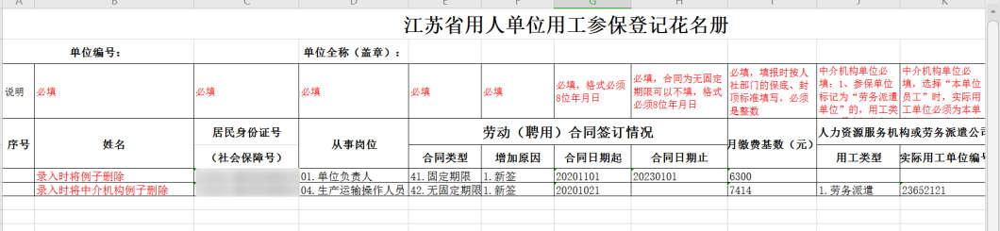 A B C D E F G H I J K
江苏省用人单位用工参保登记花名册
单位编号： 单位全称（盖章）：
说明 必填 必填 必填 必填 必填 必填，格式必须8位年月日 必填，合同为无固定期限可以不填，格式必须8位年月日 必填，填报时按人社部门的保底、封顶标准填写，必须是整数 中介机构单位必填：1、参保单位标记为“劳务派遣单位”的，用工类 中介机构单位必填，选择“本单位员工”时，实际用工单位必须为本单
序号 姓名 居民身份证号（社会保障号） 从事岗位 劳动（聘用）合同签订情况 月缴费基数（元） 人力资源服务机构或劳务派遣公司
合同类型 增加原因 合同日期起 合同日期止 用工类型 实际用工单位编号
录入时将例子删除 01.单位负责人 41.固定期限 1.新签 20201101 20230101 6300
录入时将中介机构例子删除 04.生产运输操作人员 42.无固定期限 1.新签 20201021 7414 1.劳务派遣 23652121